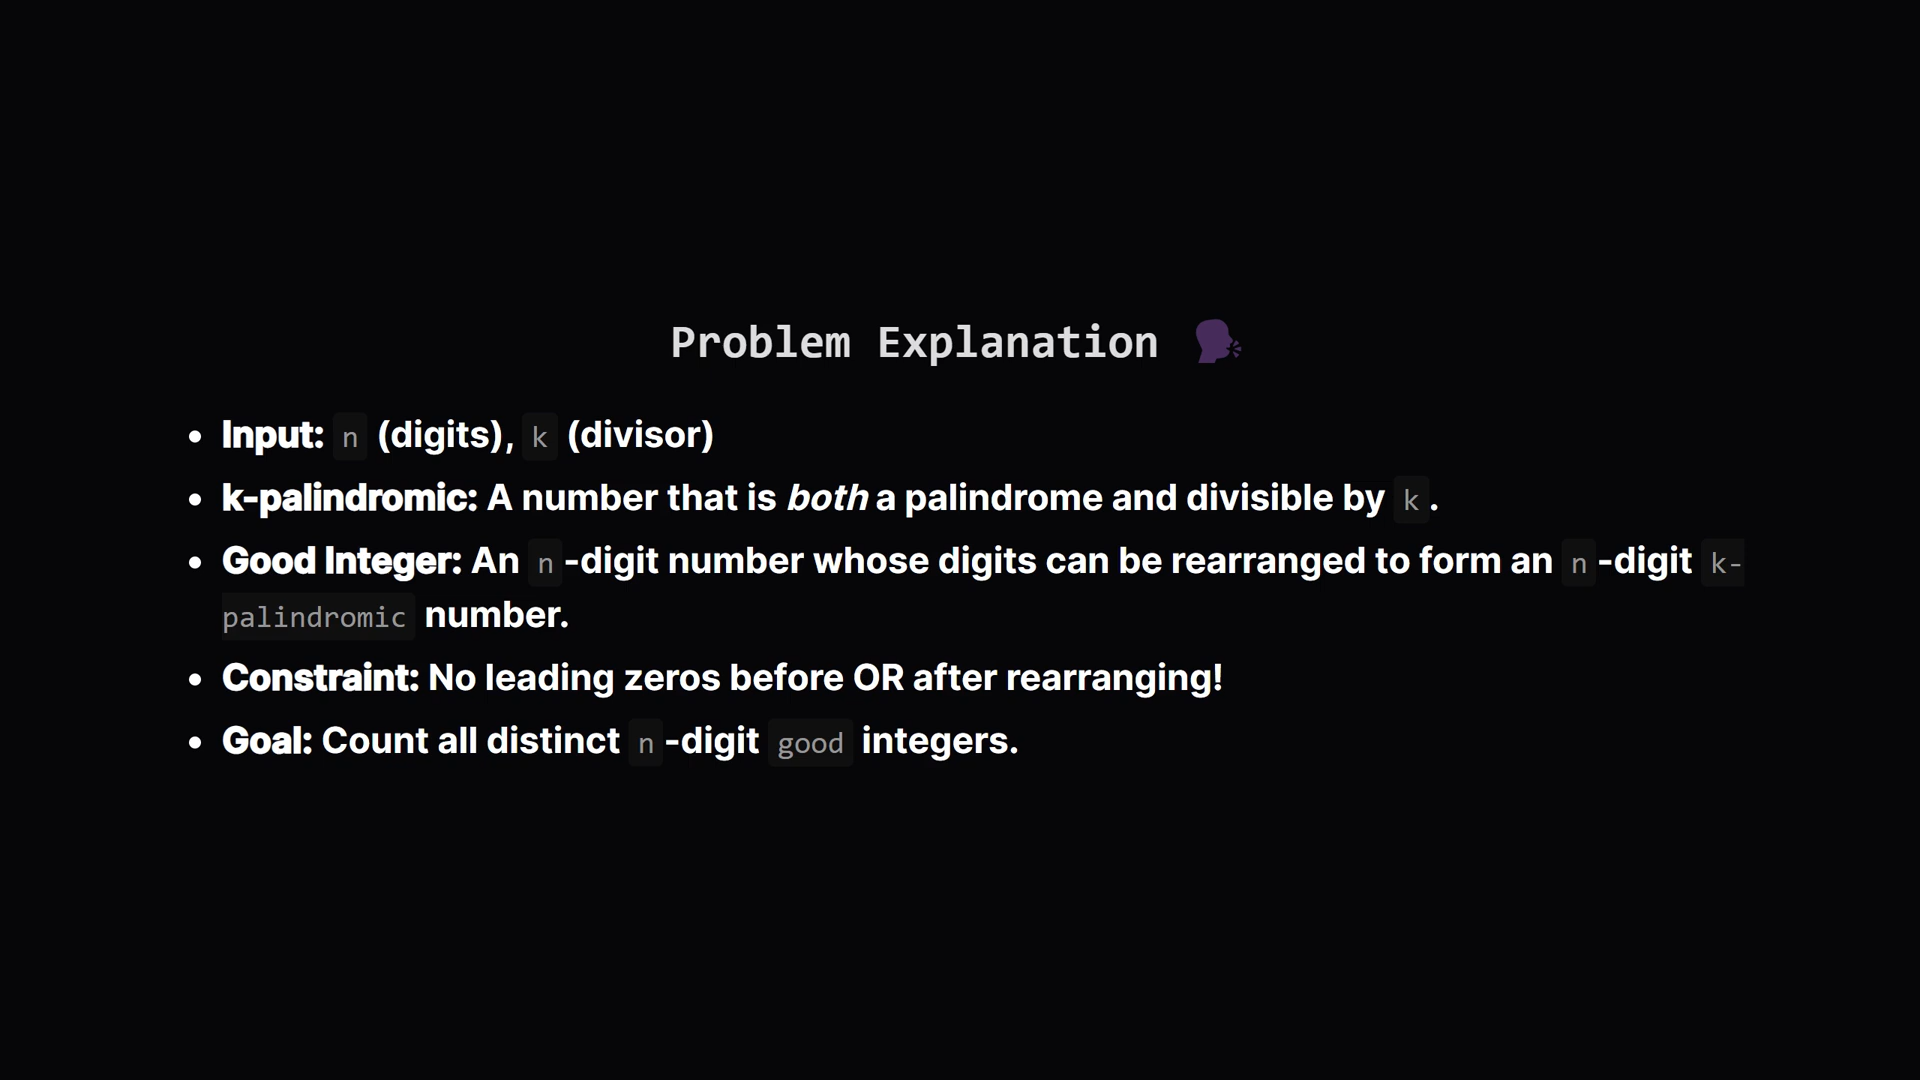 Problem Explanation
• Input: n (digits), k (divisor)
• k-palindromic: A number that is both a palindrome and divisible by k.
• Good Integer: An n-digit number whose digits can be rearranged to form an n-digit k-
palindromic number.
• Constraint: No leading zeros before OR after rearranging!
• Goal: Count all distinct n-digit good integers.